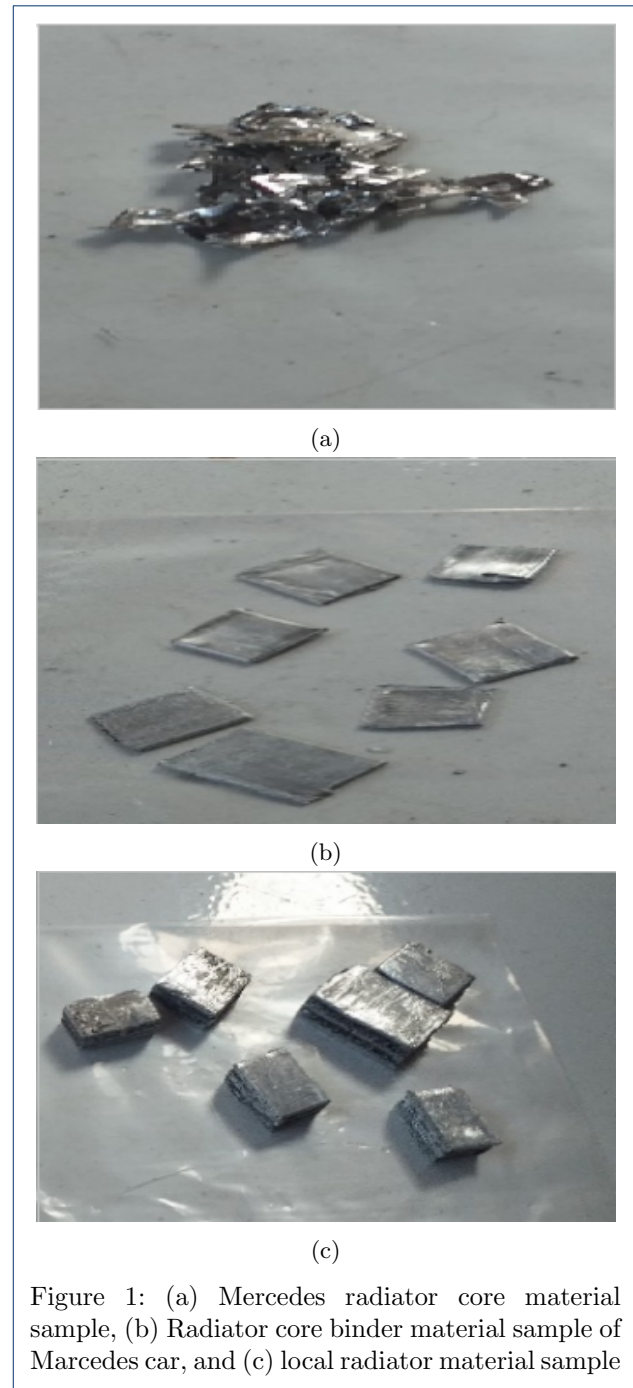 (a)
(b)
(c)
Figure 1: (a) Mercedes radiator core material
sample, (b) Radiator core binder material sample of
Marcedes car, and (c) local radiator material sample